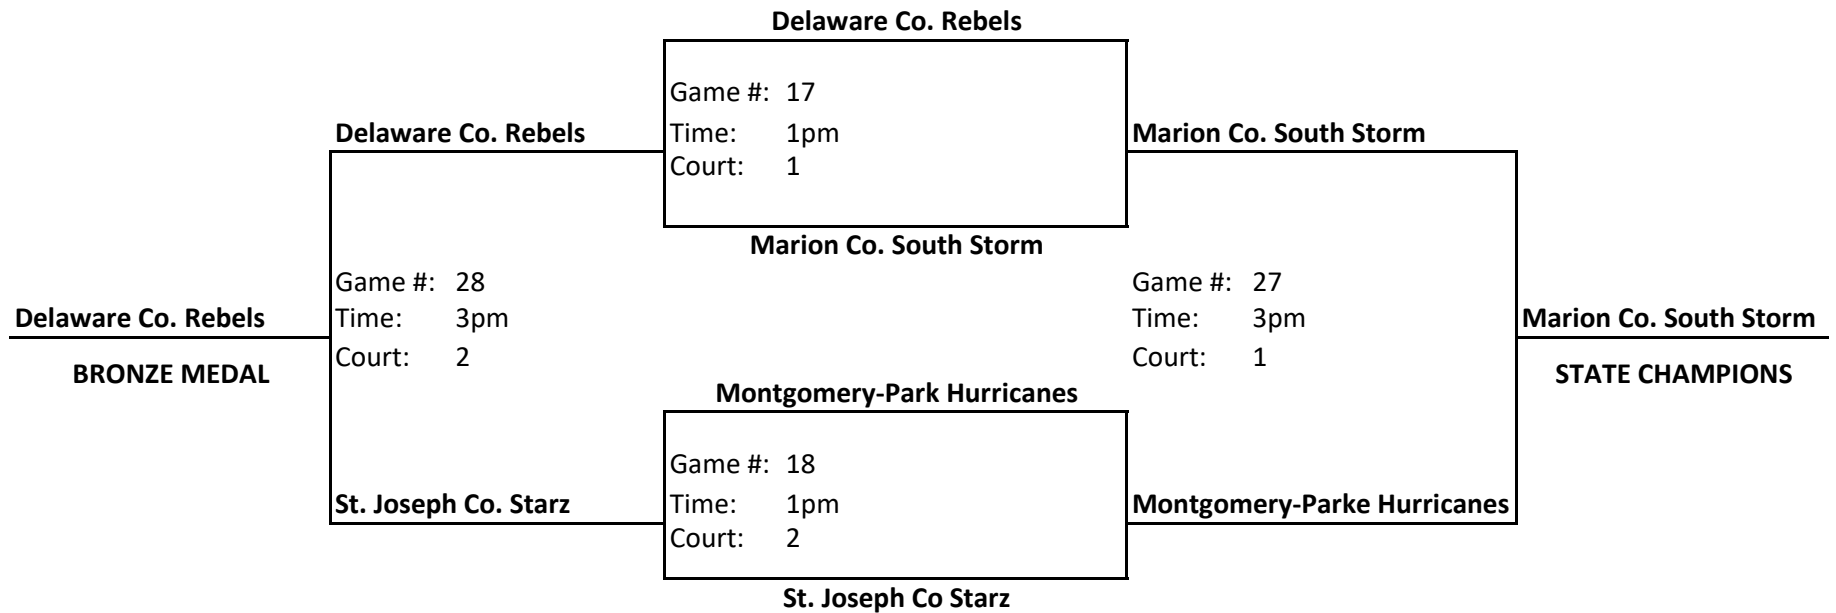 Delaware Co. Rebels
Game #: 17
Delaware Co. Rebels Time: 1pm Marion Co. South Storm
Court: 1
Marion Co. South Storm
Game #: 28 Game #: 27
Delaware Co. Rebels Time: 3pm Time: 3pm Marion Co. South Storm
Court: 2 Court: 1
BRONZE MEDAL STATE CHAMPIONS
Montgomery-Park Hurricanes
Game #: 18
St. Joseph Co. Starz Time: 1pm Montgomery-Parke Hurricanes
Court: 2
St. Joseph Co Starz